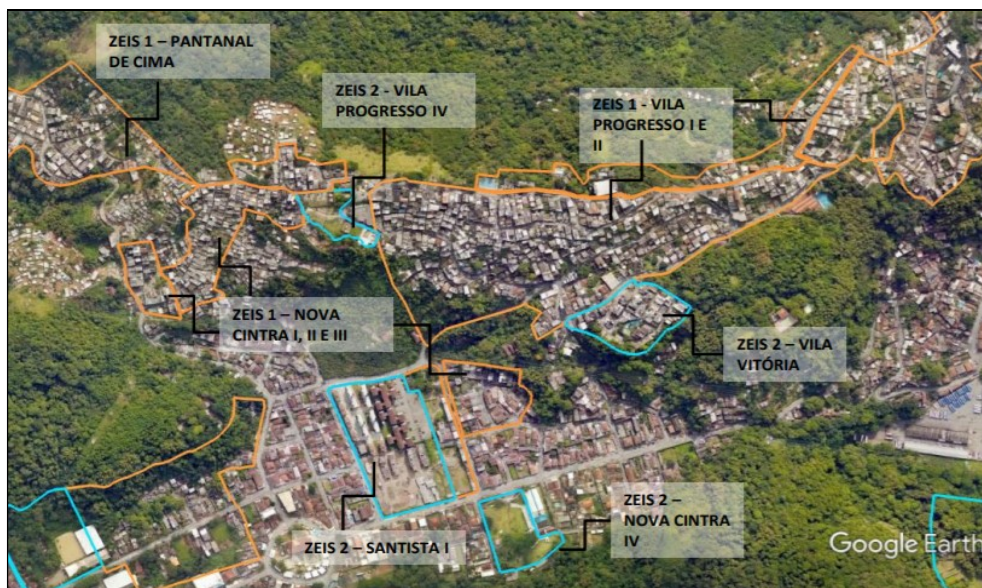 ZEIS 1 – PANTANAL
DE CIMA
ZEIS 2 - VILA
PROGRESSO IV
ZEIS 1 - VILA
PROGRESSO I E
II
ZEIS 1 – NOVA
CINTRA I, II E III
ZEIS 2 – VILA
VITÓRIA
ZEIS 2 – SANTISTA I
ZEIS 2 –
NOVA CINTRA
IV
Google Earth